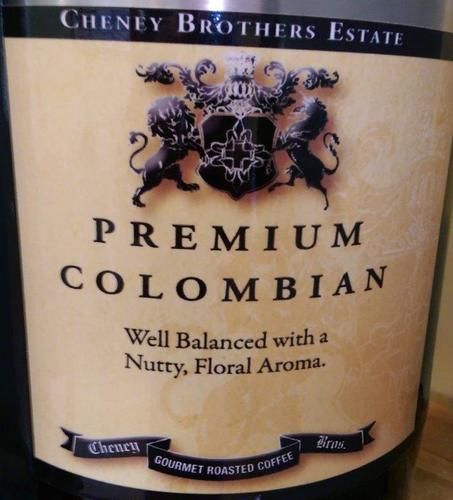 Cheney Brothers Estate
PREMIUM
COLOMBIAN
Well Balanced with a
Nutty, Floral Aroma.
Cheney Bros.
GOURMET ROASTED COFFEE